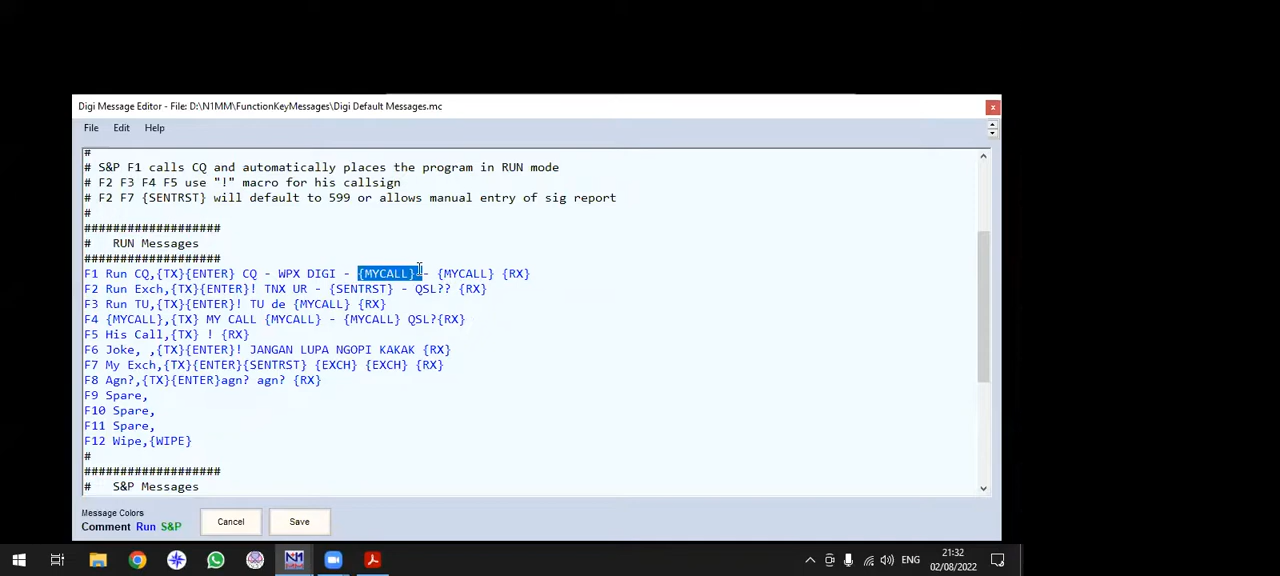 Digi Message Editor - File: D:\N1MM\FunctionKeyMessages\Digi Default Messages.mc
File Edit Help
#
# S&P F1 calls CQ and automatically places the program in RUN mode
# F2 F3 F4 F5 use "!" macro for his callsign
# F2 F7 {SENTRST} will default to 599 or allows manual entry of sig report
#
###################
# RUN Messages
###################
F1 Run CQ,{TX}{ENTER} CQ - WPX DIGI - {MYCALL} - {MYCALL} {RX}
F2 Run Exch,{TX}{ENTER}! TNX UR - {SENTRST} - QSL?? {RX}
F3 Run TU,{TX}{ENTER}! TU de {MYCALL} {RX}
F4 {MYCALL},{TX} MY CALL {MYCALL} - {MYCALL} QSL?{RX}
F5 His Call,{TX} ! {RX}
F6 Joke, ,{TX}{ENTER}! JANGAN LUPA NGOPI KAKAK {RX}
F7 My Exch,{TX}{ENTER}{SENTRST} {EXCH} {EXCH} {RX}
F8 Agn?,{TX}{ENTER}agn? agn? {RX}
F9 Spare,
F10 Spare,
F11 Spare,
F12 Wipe,{WIPE}
#
###################
# S&P Messages
Message Colors
Comment Run S&P
Cancel
Save
ENG
21:32
02/08/2022